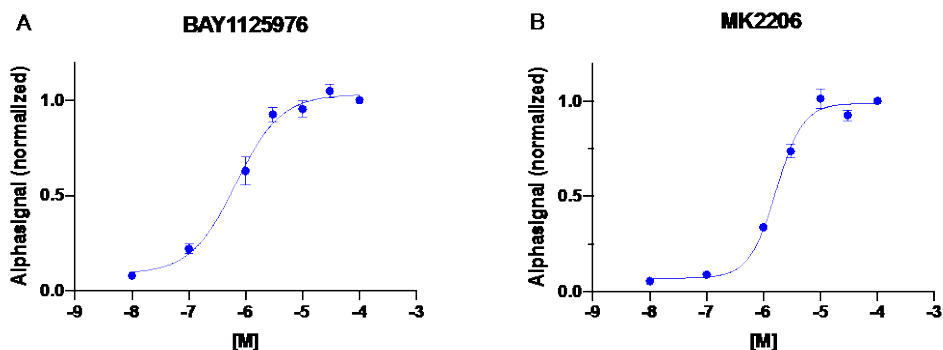 A
BAY1125976
Alphasignal (normalized)
1.0
0.5
0.0
-9 -8 -7 -6 -5 -4 -3
[M]
B
MK2206
Alphasignal (normalized)
1.0
0.5
0.0
-9 -8 -7 -6 -5 -4 -3
[M]